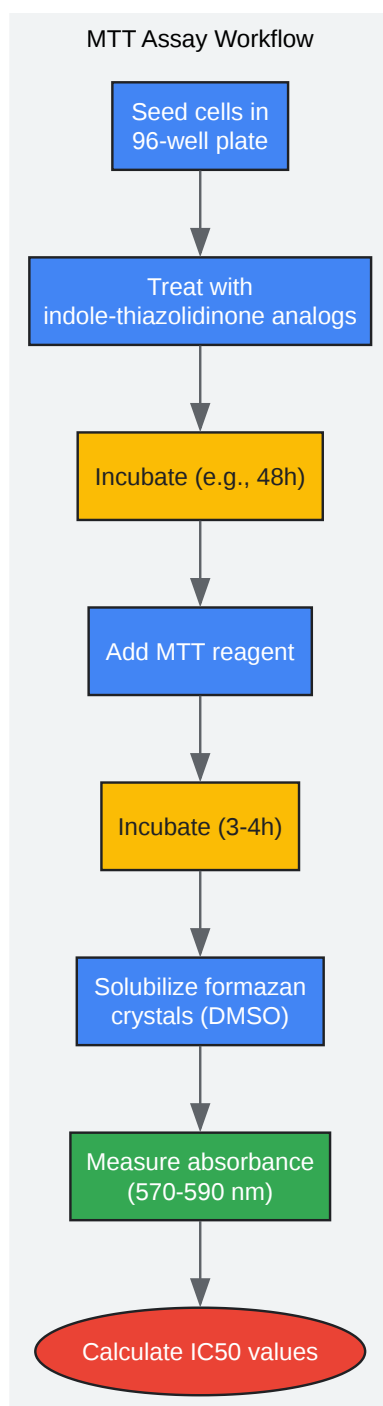 MTT Assay Workflow
Seed cells in
96-well plate
Treat with
indole-thiazolidinone analogs
Incubate (e.g., 48h)
Add MTT reagent
Incubate (3-4h)
Solubilize formazan
crystals (DMSO)
Measure absorbance
(570-590 nm)
Calculate IC50 values